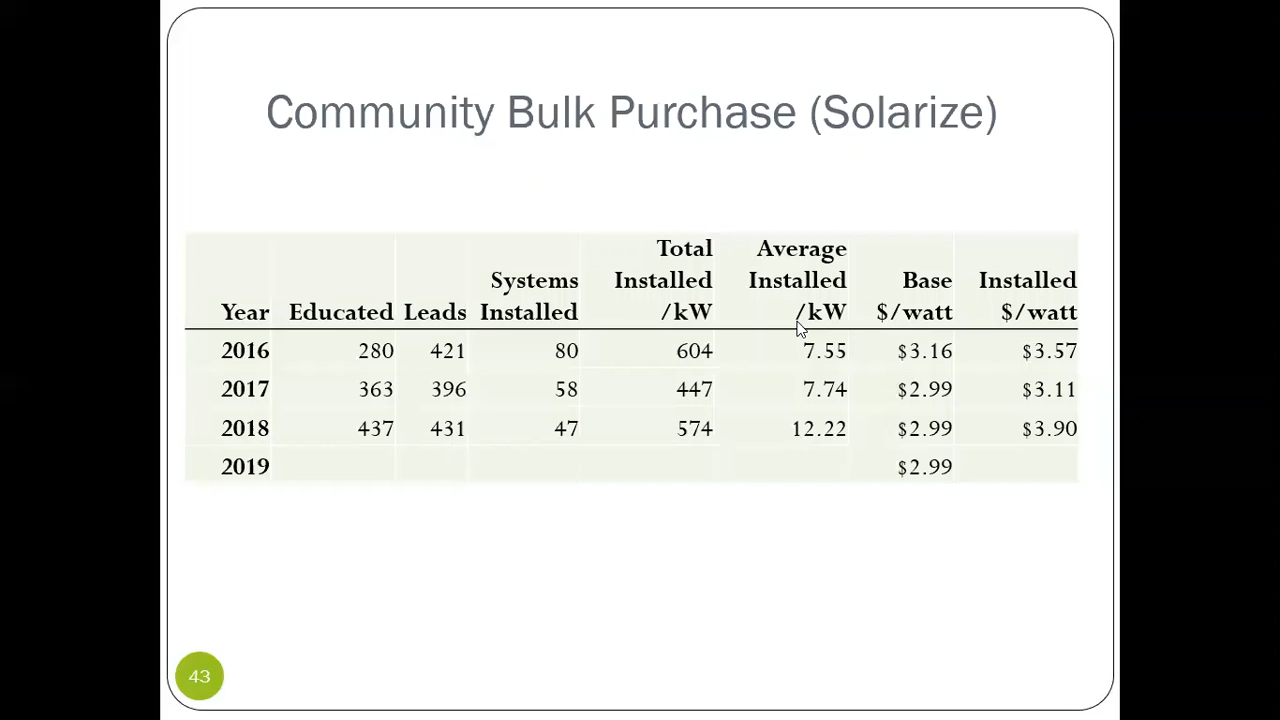 Community Bulk Purchase (Solarize)
Year Educated Leads Systems Installed Total Installed /kW Average Installed /kW Base $/watt Installed $/watt
2016 280 421 80 604 7.55 $3.16 $3.57
2017 363 396 58 447 7.74 $2.99 $3.11
2018 437 431 47 574 12.22 $2.99 $3.90
2019 $2.99
43